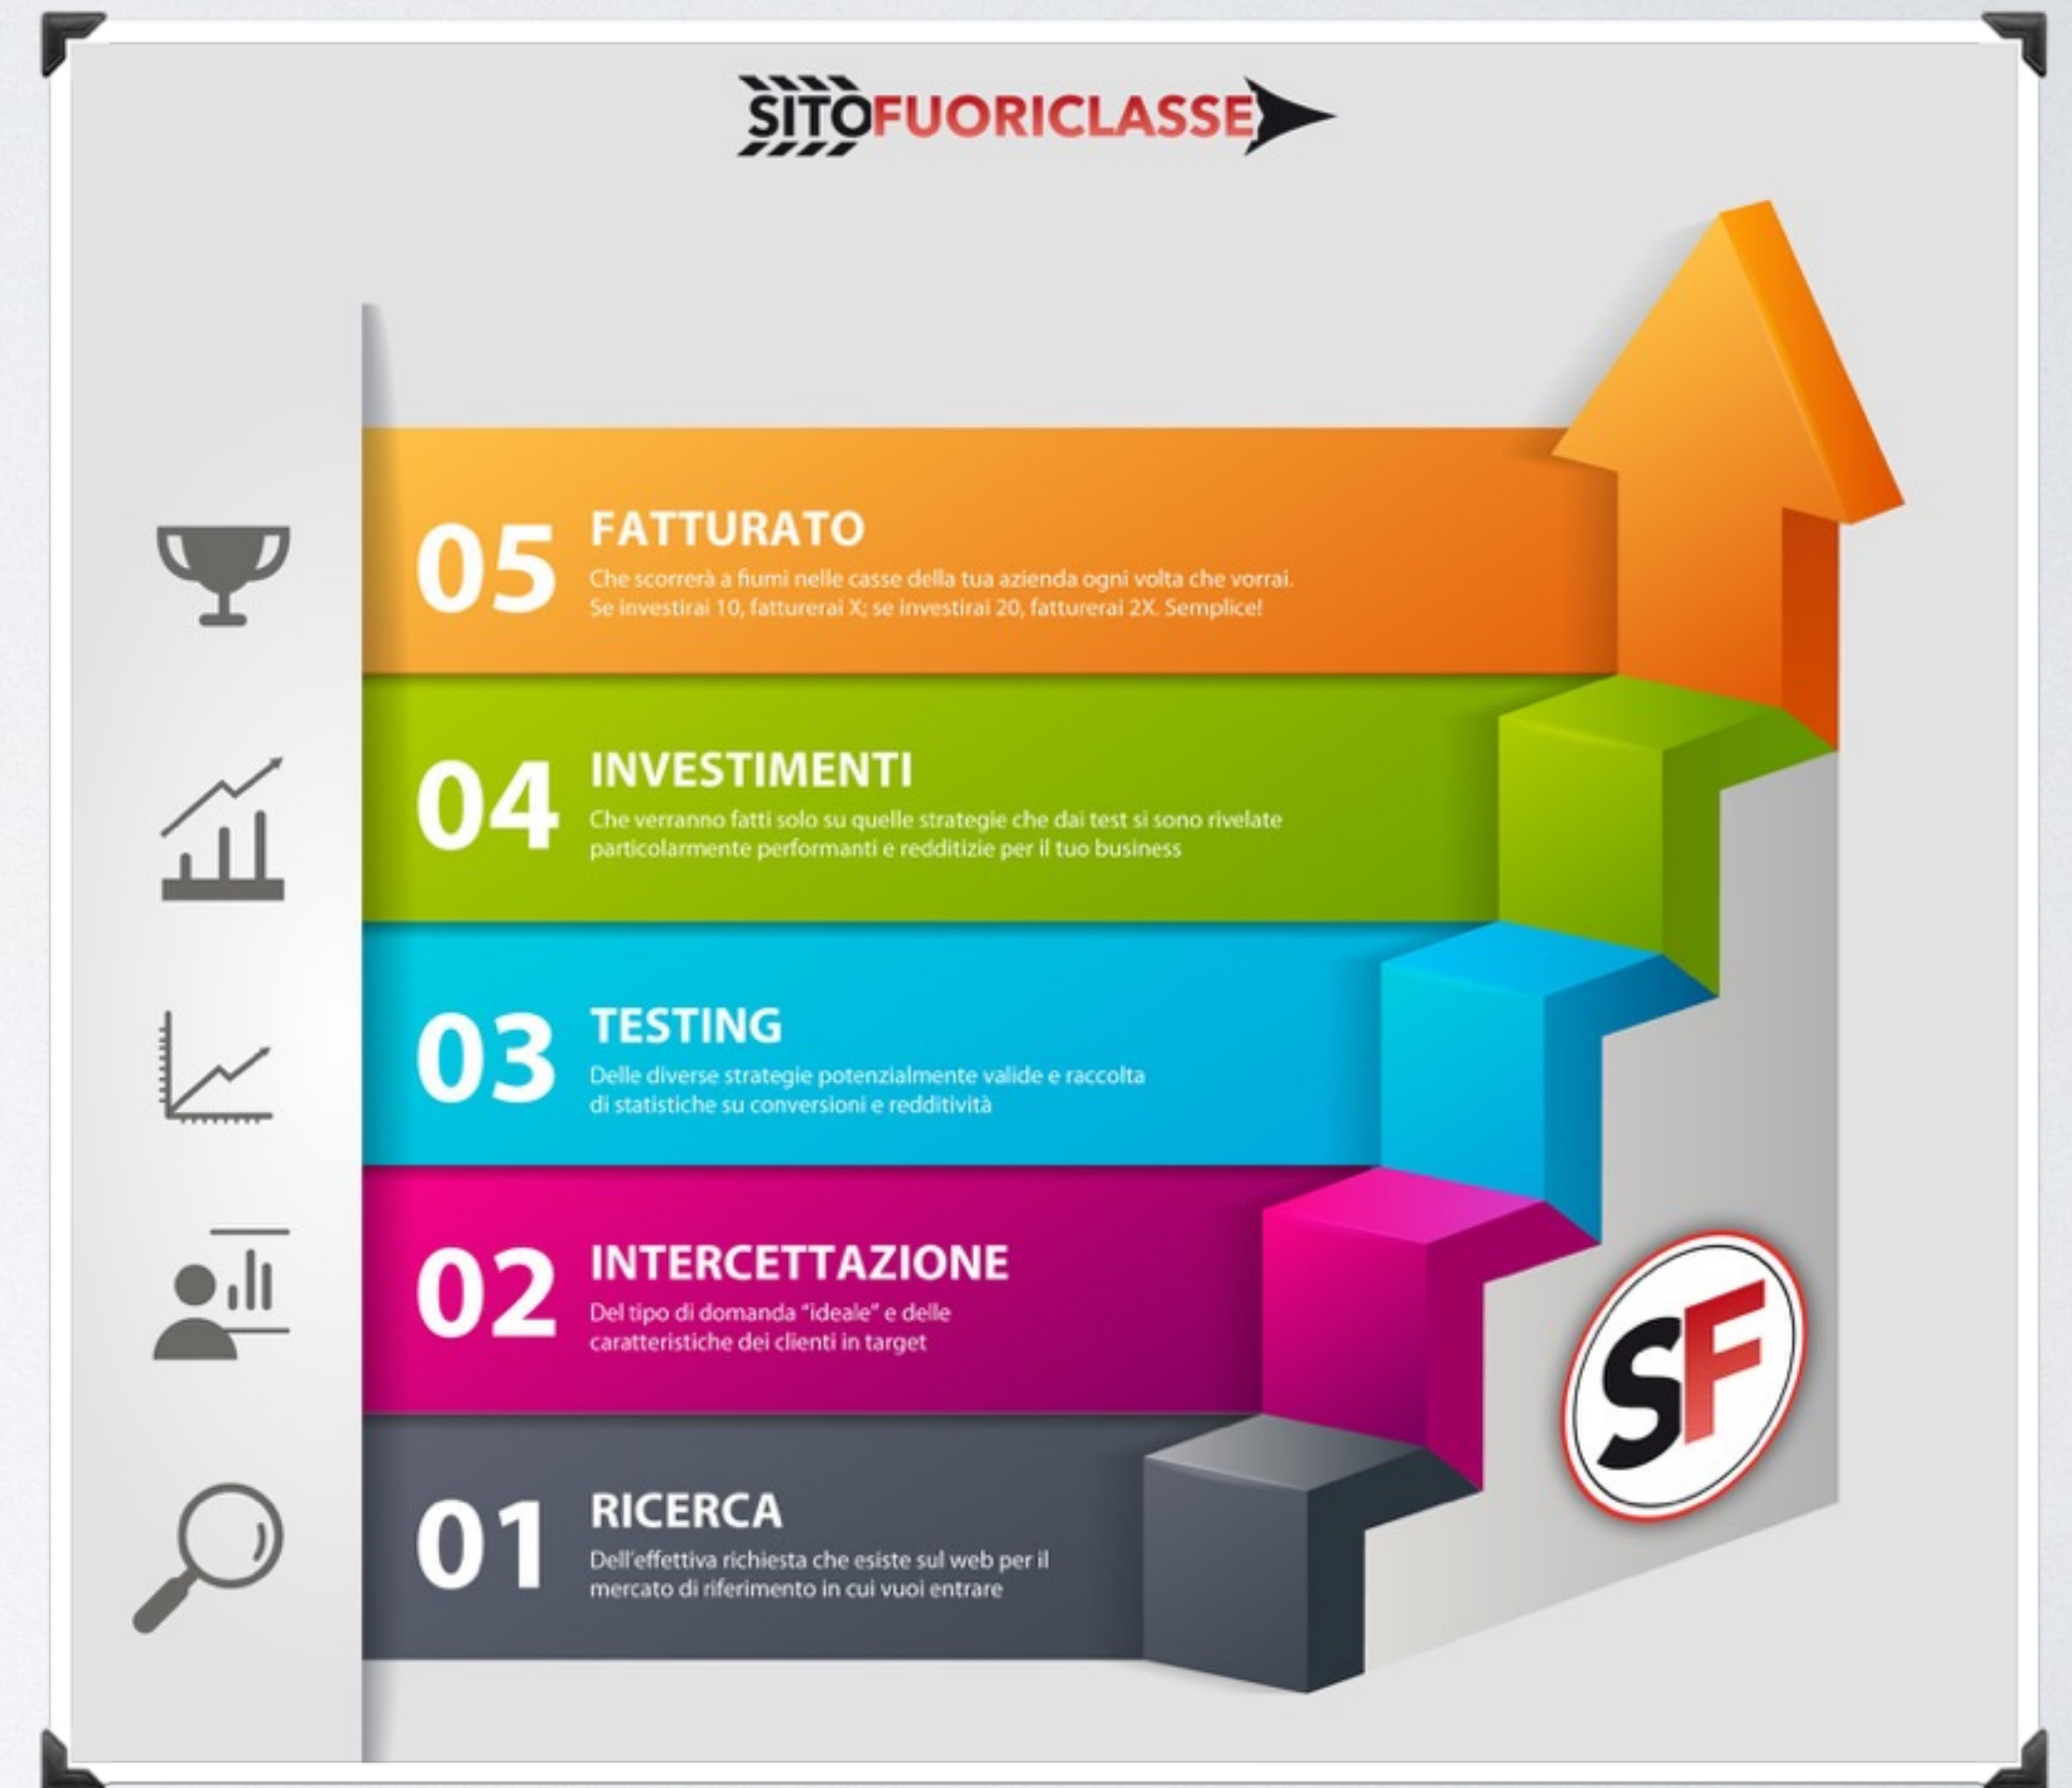 SITOFUORICLASSE
05
FATTURATO
Che scorrerà a fiumi nelle casse della tua azienda ogni volta che vorrai.
Se investirai 10, fatturerai X; se investirai 20, fatturerai 2X. Semplice!
04
INVESTIMENTI
Che verranno fatti solo su quelle strategie che dai test si sono rivelate
particolarmente performanti e redditizie per il tuo business
03
TESTING
Delle diverse strategie potenzialmente valide e raccolta
di statistiche su conversioni e redditività
02
INTERCETTAZIONE
Del tipo di domanda “ideale” e delle
caratteristiche dei clienti in target
SF
01
RICERCA
Dell'effettiva richiesta che esiste sul web per il
mercato di riferimento in cui vuoi entrare